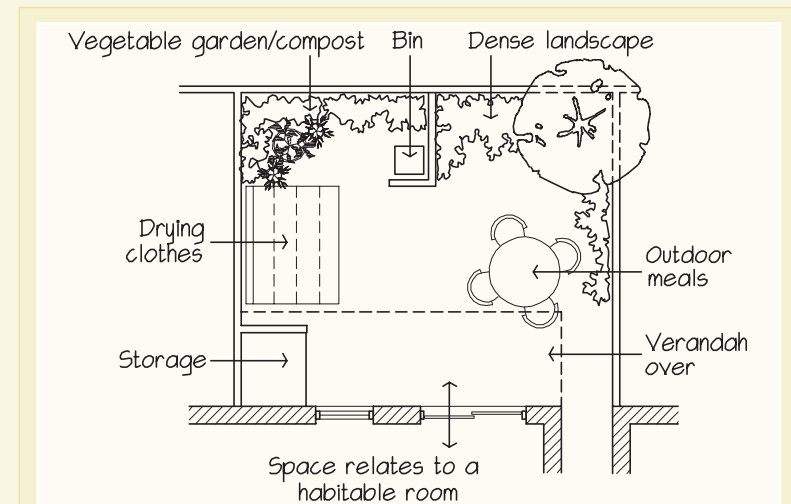 Vegetable garden/compost
Bin
Dense landscape
Drying
clothes
Outdoor
meals
Storage
Verandah
over
Space relates to a
habitable room